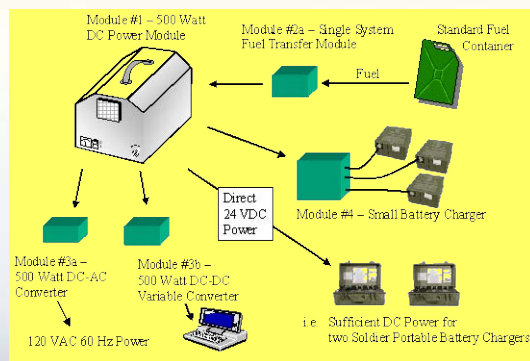 Module #1 – 500 Watt
DC Power Module
Module #2a – Single System
Fuel Transfer Module
Standard Fuel
Container
Fuel
Module #4 – Small Battery Charger
Direct
24 VDC
Power
Module #3a –
500 Watt DC-AC
Converter
Module #3b –
500 Watt DC-DC
Variable Converter
120 VAC 60 Hz Power
i.e. Sufficient DC Power for
two Soldier Portable Battery Chargers